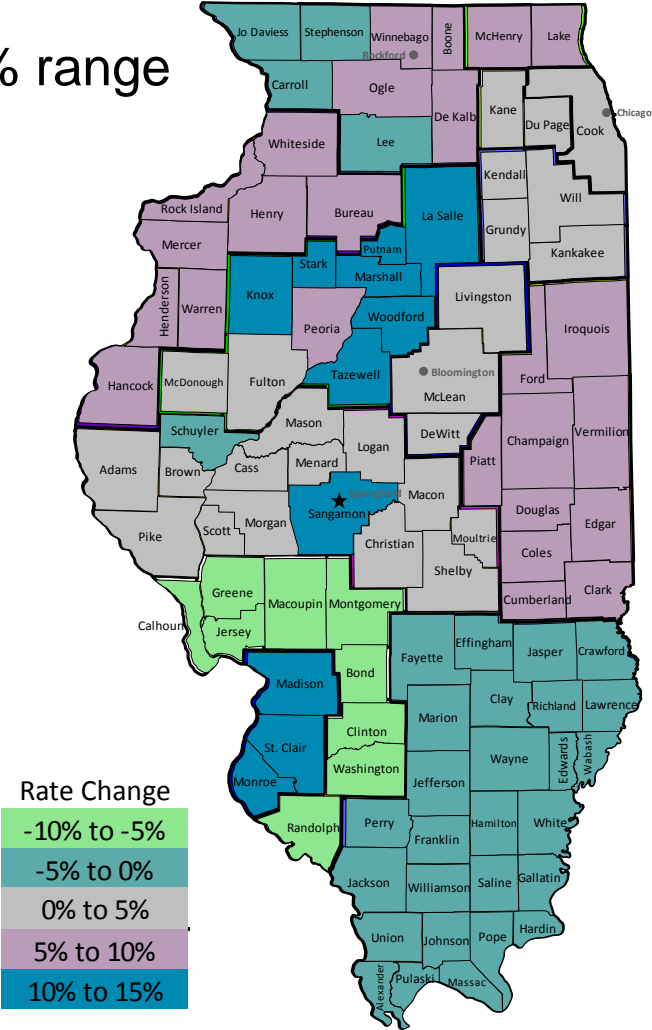 % range
Jo Daviess
Stephenson
Winnebago
Boone
McHenry
Lake
Rockford
Carroll
Ogle
De Kalb
Kane
Du Page
Cook
Chicago
Whiteside
Lee
Kendall
Will
Rock Island
Henry
Bureau
La Salle
Grundy
Mercer
Putnam
Kankakee
Stark
Marshall
Henderson
Warren
Knox
Livingston
Peoria
Woodford
Iroquois
Hancock
McDonough
Fulton
Tazewell
Bloomington
McLean
Ford
Schuyler
Mason
Logan
DeWitt
Champaign
Vermilion
Adams
Brown
Cass
Menard
Piatt
Springfield
Sangamon
Macon
Douglas
Edgar
Pike
Scott
Morgan
Christian
Moultrie
Coles
Shelby
Greene
Macoupin
Montgomery
Cumberland
Clark
Calhoun
Jersey
Fayette
Effingham
Jasper
Crawford
Madison
Bond
Clay
Richland
Lawrence
Marion
St. Clair
Clinton
Wayne
Edwards
Wabash
Washington
Monroe
Jefferson
Rate Change
-10% to -5%
-5% to 0%
0% to 5%
5% to 10%
10% to 15%
Randolph
Perry
Hamilton
White
Franklin
Jackson
Williamson
Saline
Gallatin
Union
Johnson
Pope
Hardin
Alexander
Pulaski
Massac